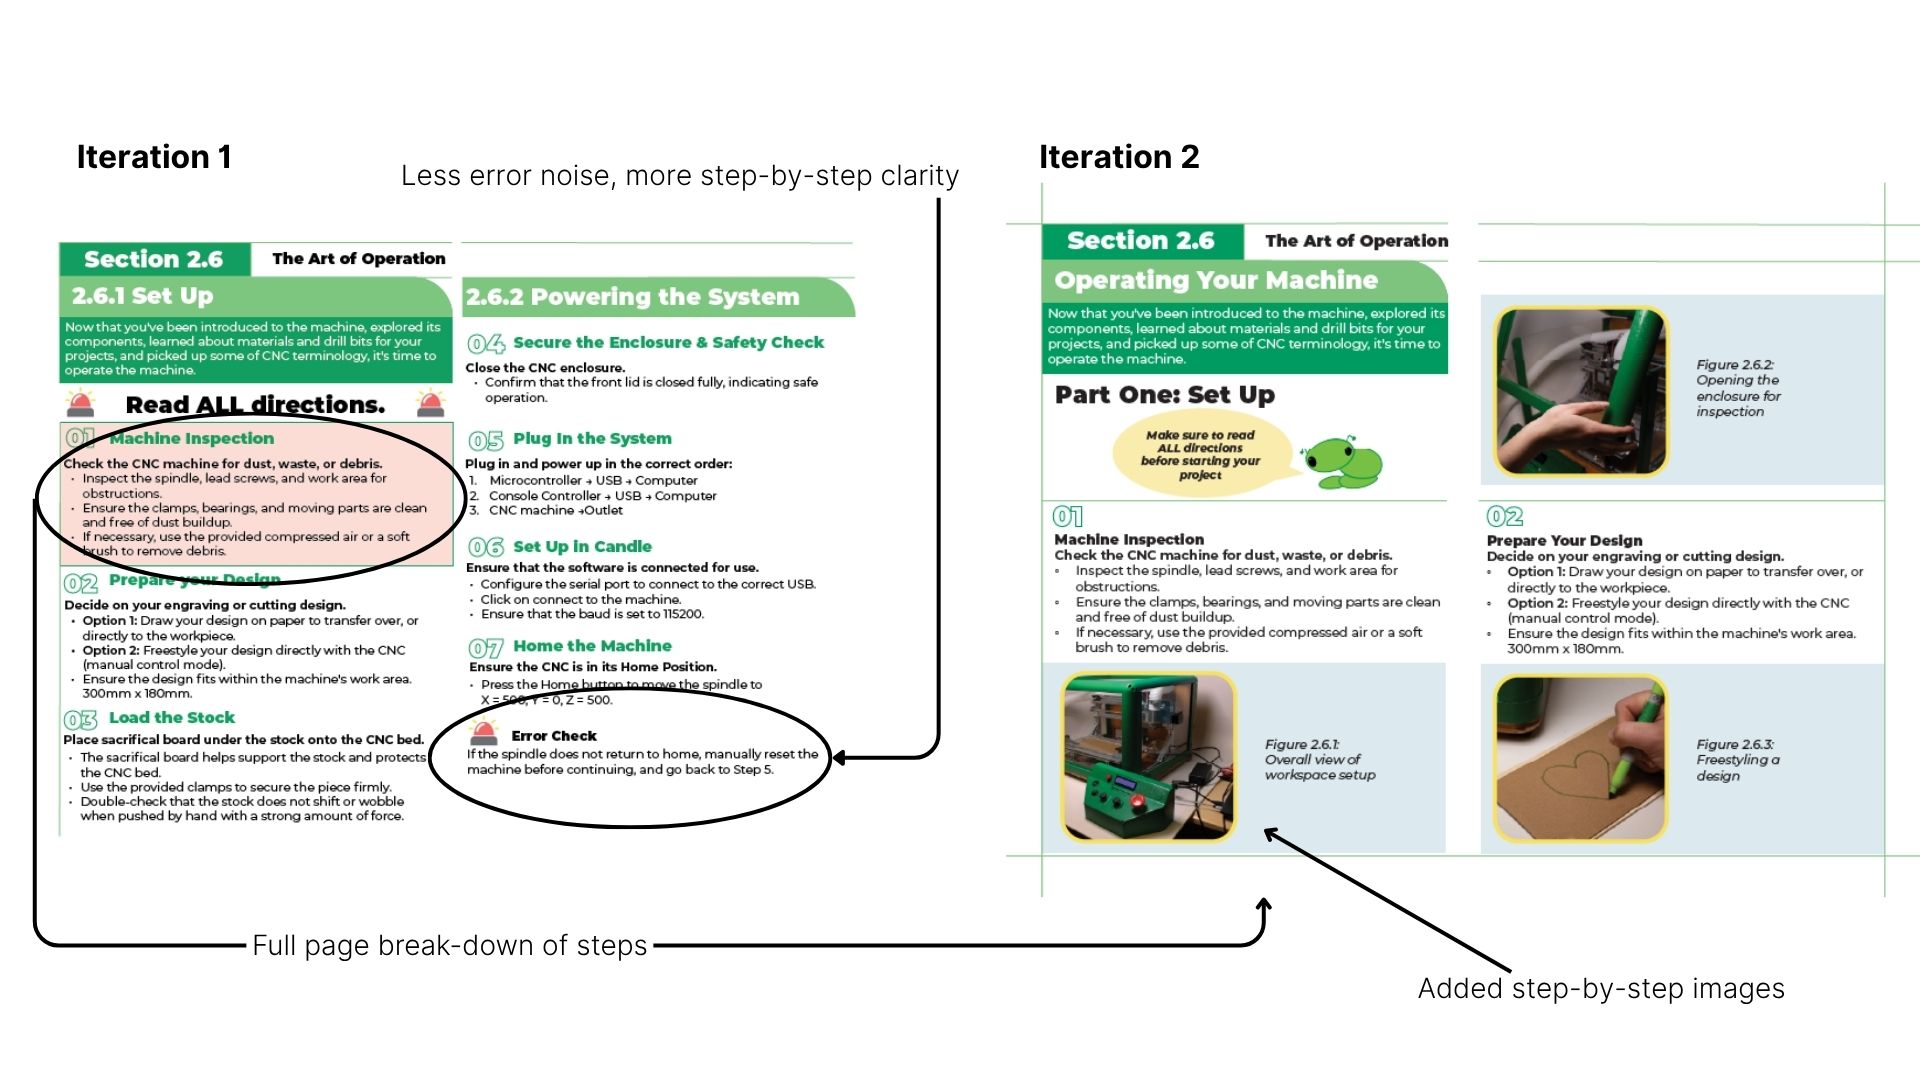 Iteration 1
Less error noise, more step-by-step clarity
Section 2.6
The Art of Operation
2.6.1 Set Up
Now that you've been introduced to the machine, explored its
components, learned about materials and drill bits for your
projects, and picked up some of CNC terminology, it's time to
operate the machine.
Read ALL directions.
01 Machine Inspection
Check the CNC machine for dust, waste, or debris.
• Inspect the spindle, lead screws, and work area for
obstructions.
• Ensure the clamps, bearings, and moving parts are clean
and free of dust buildup.
• If necessary, use the provided compressed air or a soft
brush to remove debris.
02 Prepare your Design
Decide on your engraving or cutting design.
• Option 1: Draw your design on paper to transfer over, or
directly to the workpiece.
• Option 2: Freestyle your design directly with the CNC
(manual control mode).
• Ensure the design fits within the machine's work area.
300mm x 180mm.
03 Load the Stock
Place sacrifical board under the stock onto the CNC bed.
• The sacrifical board helps support the stock and protects
the CNC bed.
• Use the provided clamps to secure the piece firmly.
• Double-check that the stock does not shift or wobble
when pushed by hand with a strong amount of force.
2.6.2 Powering the System
04 Secure the Enclosure & Safety Check
Close the CNC enclosure.
• Confirm that the front lid is closed fully, indicating safe
operation.
05 Plug In the System
Plug in and power up in the correct order:
1. Microcontroller → USB → Computer
2. Console Controller → USB → Computer
3. CNC machine →Outlet
06 Set Up in Candle
Ensure that the software is connected for use.
• Configure the serial port to connect to the correct USB.
• Click on connect to the machine.
• Ensure that the baud is set to 115200.
07 Home the Machine
Ensure the CNC is in its Home Position.
• Press the Home button to move the spindle to
X = 500, Y = 0, Z = 500.
Error Check
If the spindle does not return to home, manually reset the
machine before continuing, and go back to Step 5.
Full page break-down of steps
Iteration 2
Section 2.6
The Art of Operation
Operating Your Machine
Now that you've been introduced to the machine, explored its
components, learned about materials and drill bits for your
projects, and picked up some of CNC terminology, it's time to
operate the machine.
Part One: Set Up
Make sure to read
ALL directions
before starting your
project
01
Machine Inspection
Check the CNC machine for dust, waste, or debris.
◦ Inspect the spindle, lead screws, and work area for
obstructions.
◦ Ensure the clamps, bearings, and moving parts are clean
and free of dust buildup.
◦ If necessary, use the provided compressed air or a soft
brush to remove debris.
Figure 2.6.1:
Overall view of
workspace setup
Figure 2.6.2:
Opening the
enclosure for
inspection
02
Prepare Your Design
Decide on your engraving or cutting design.
◦ Option 1: Draw your design on paper to transfer over, or
directly to the workpiece.
◦ Option 2: Freestyle your design directly with the CNC
(manual control mode).
◦ Ensure the design fits within the machine's work area.
300mm x 180mm.
Figure 2.6.3:
Freestyling a
design
Added step-by-step images